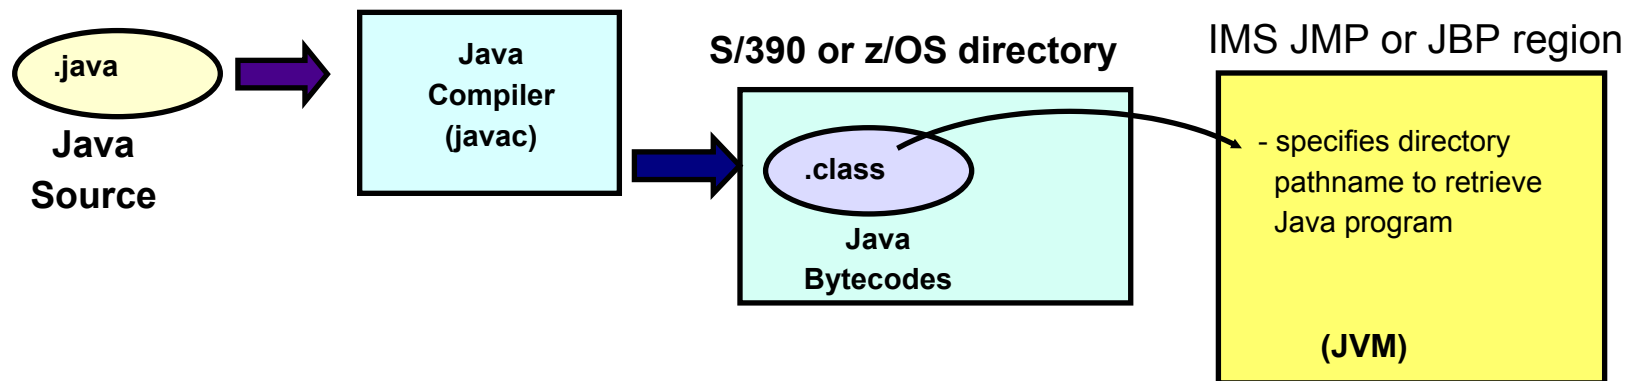 .java
Java
Source
Java
Compiler
(javac)
S/390 or z/OS directory
.class
Java
Bytecodes
IMS JMP or JBP region
- specifies directory
pathname to retrieve
Java program
(JVM)